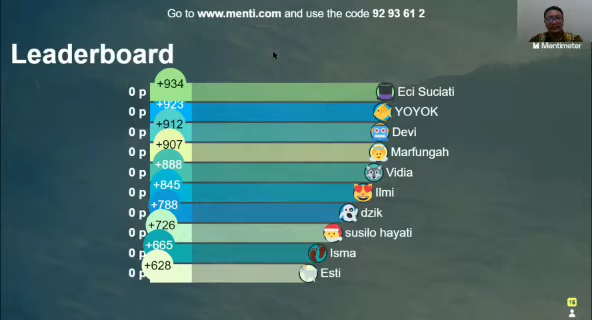 Go to www.menti.com and use the code 92 93 61 2
Mentimeter
Leaderboard
0 p +934 Eci Suciati
0 p +923 YOYOK
0 p +912 Devi
0 p +907 Marfungah
0 p +888 Vidia
0 p +845 Ilmi
0 p +788 dzik
0 p +726 susilo hayati
0 p +665 Isma
0 p +628 Esti
16